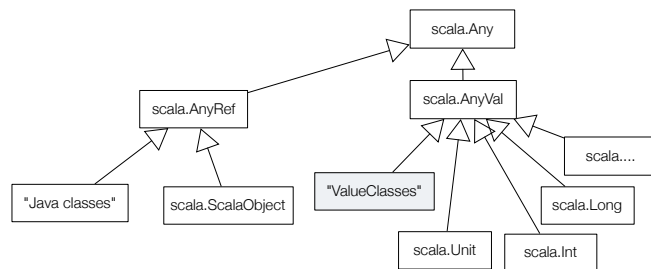 scala.Any
scala.AnyRef
scala.AnyVal
scala....
"Java classes"
scala.ScalaObject
"ValueClasses"
scala.Long
scala.Unit
scala.Int